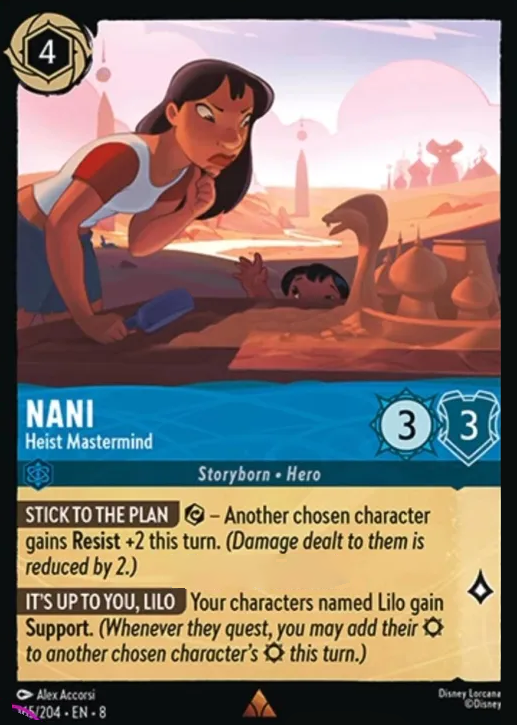 4
NANI
Heist Mastermind
3
3
Storyborn • Hero
STICK TO THE PLAN – Another chosen character
gains Resist +2 this turn. (Damage dealt to them is
reduced by 2.)
IT'S UP TO YOU, LILO Your characters named Lilo gain
Support. (Whenever they quest, you may add their
to another chosen character's this turn.)
Alex Accorsi
/204 • EN • 8
Disney Lorcana
©Disney